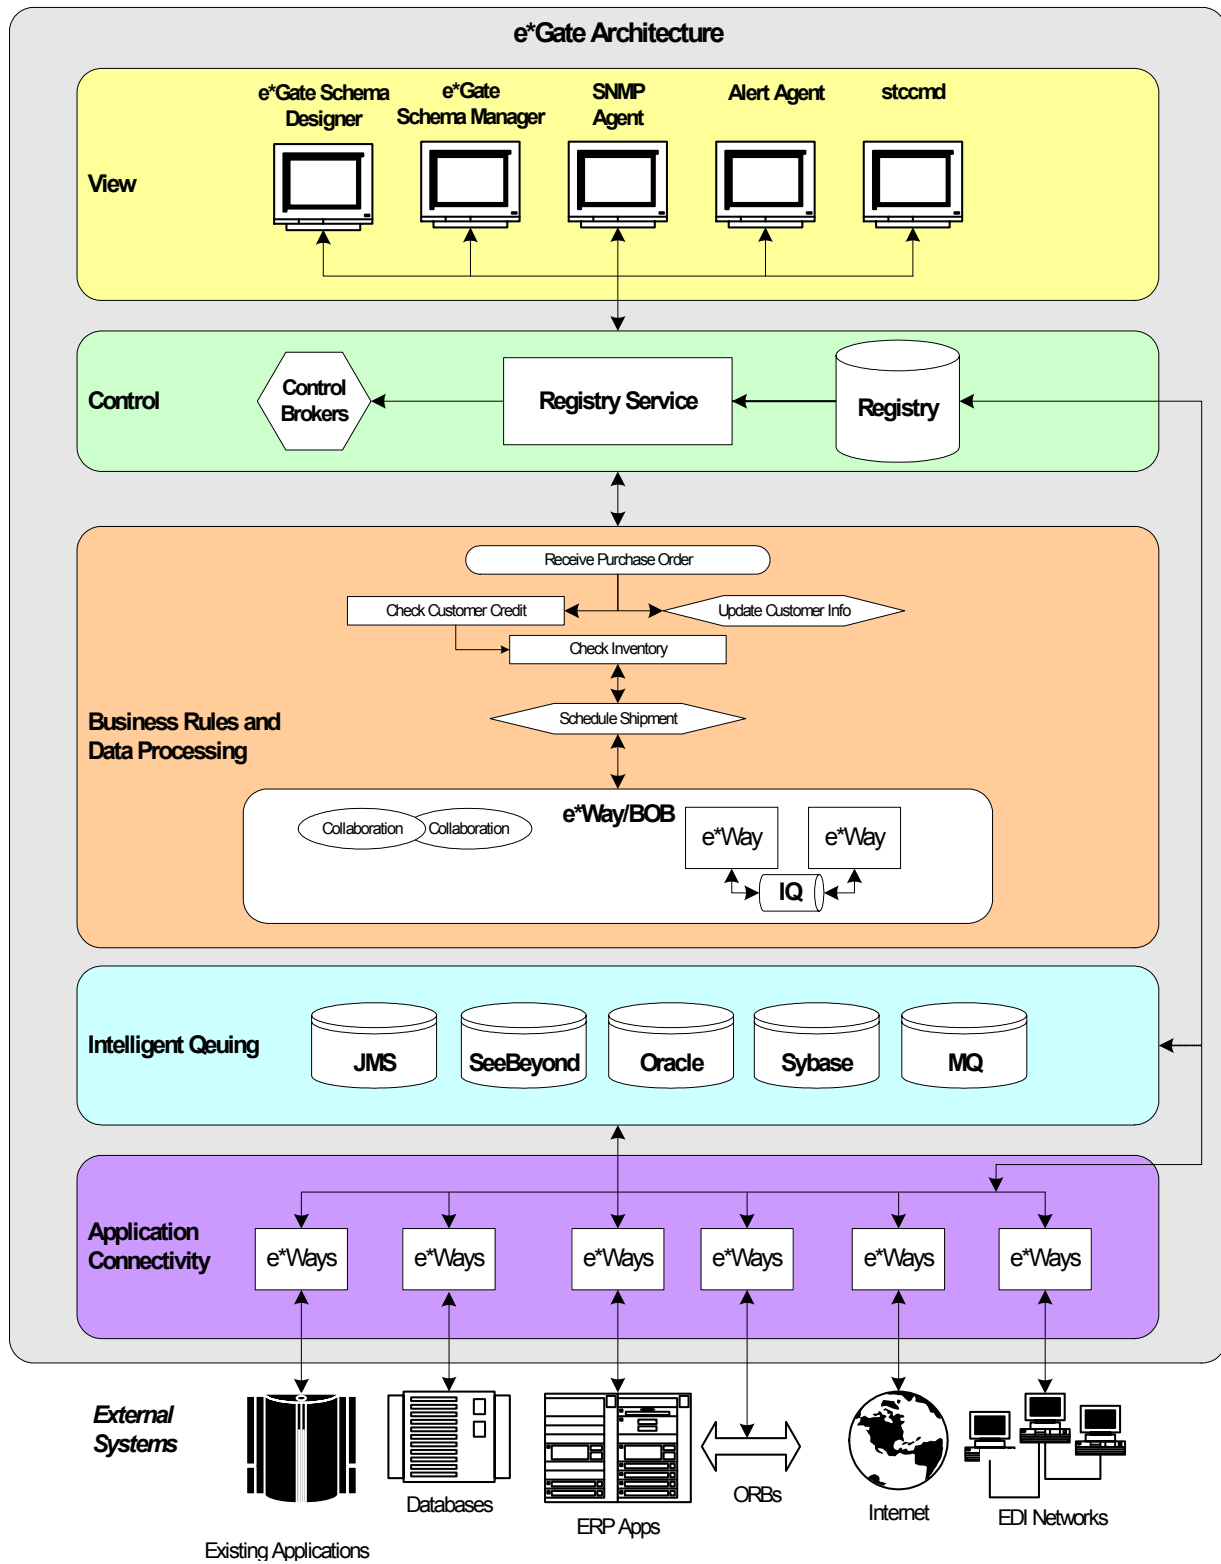 e*Gate Architecture
e*Gate Schema
Designer
e*Gate
Schema Manager
SNMP
Agent
Alert Agent
stccmd
View
Control
Control
Brokers
Registry Service
Registry
Receive Purchase Order
Check Customer Credit
Update Customer Info
Check Inventory
Schedule Shipment
Business Rules and
Data Processing
e*Way/BOB
Collaboration
Collaboration
e*Way
e*Way
IQ
Intelligent Qeuing
JMS
SeeBeyond
Oracle
Sybase
MQ
Application
Connectivity
e*Ways
e*Ways
e*Ways
e*Ways
e*Ways
e*Ways
External
Systems
Existing Applications
Databases
ERP Apps
ORBs
Internet
EDI Networks